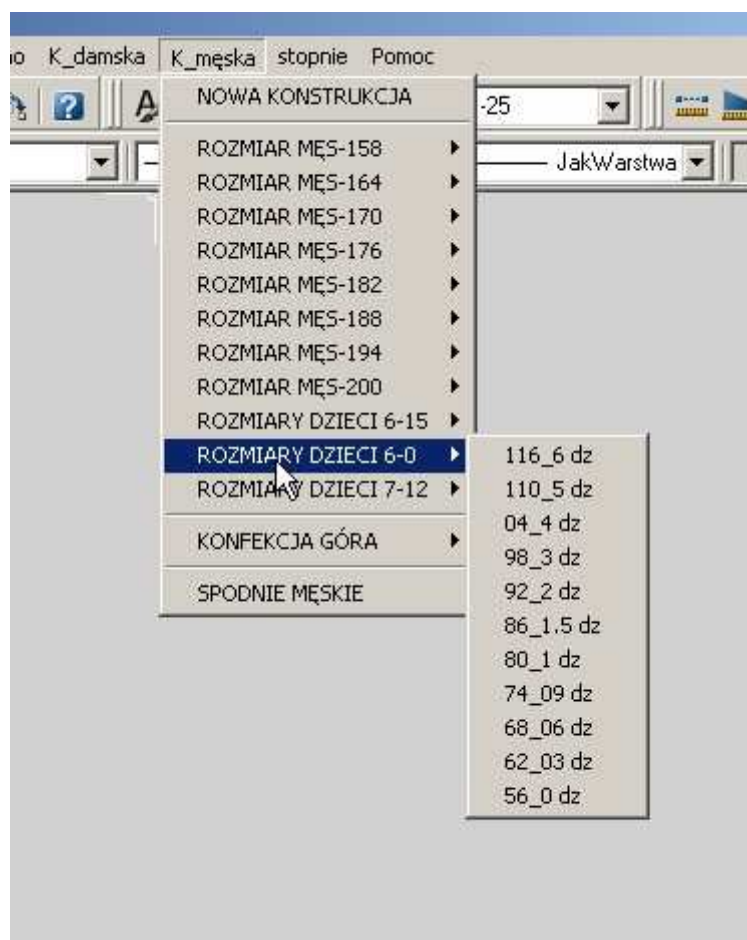 K_damska K_męska stopnie Pomoc
NOWA KONSTRUKCJA
-25
ROZMIAR MĘS-158
JakWarstwa
ROZMIAR MĘS-164
ROZMIAR MĘS-170
ROZMIAR MĘS-176
ROZMIAR MĘS-182
ROZMIAR MĘS-188
ROZMIAR MĘS-194
ROZMIAR MĘS-200
ROZMIARY DZIECI 6-15
ROZMIARY DZIECI 6-0
ROZMIARY DZIECI 7-12
KONFEKCJA GÓRA
SPODNIE MĘSKIE
116_6 dz
110_5 dz
04_4 dz
98_3 dz
92_2 dz
86_1.5 dz
80_1 dz
74_09 dz
68_06 dz
62_03 dz
56_0 dz